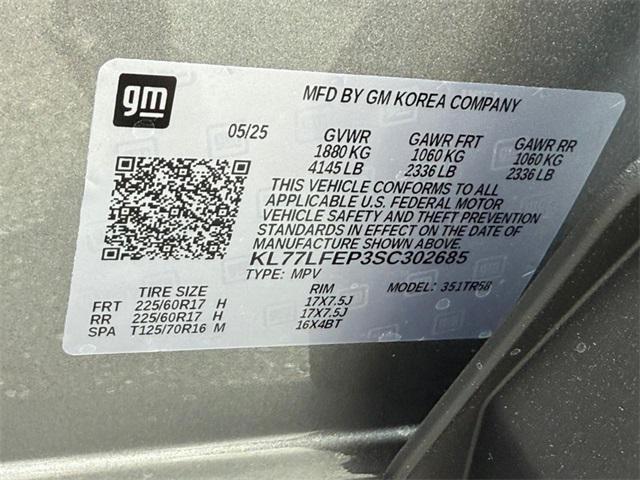 gm
MFD BY GM KOREA COMPANY
05/25 GVWR GAWR FRT GAWR RR
1880 KG 1060 KG 1060 KG
4145 LB 2336 LB 2336 LB
THIS VEHICLE CONFORMS TO ALL
APPLICABLE U.S. FEDERAL MOTOR
VEHICLE SAFETY AND THEFT PREVENTION
STANDARDS IN EFFECT ON THE DATE OF
MANUFACTURE SHOWN ABOVE.
KL77LFEP3SC302685
TYPE: MPV MODEL: 351TR58
TIRE SIZE RIM
FRT 225/60R17 H 17X7.5J
RR 225/60R17 H 17X7.5J
SPA T125/70R16 M 16X4BT